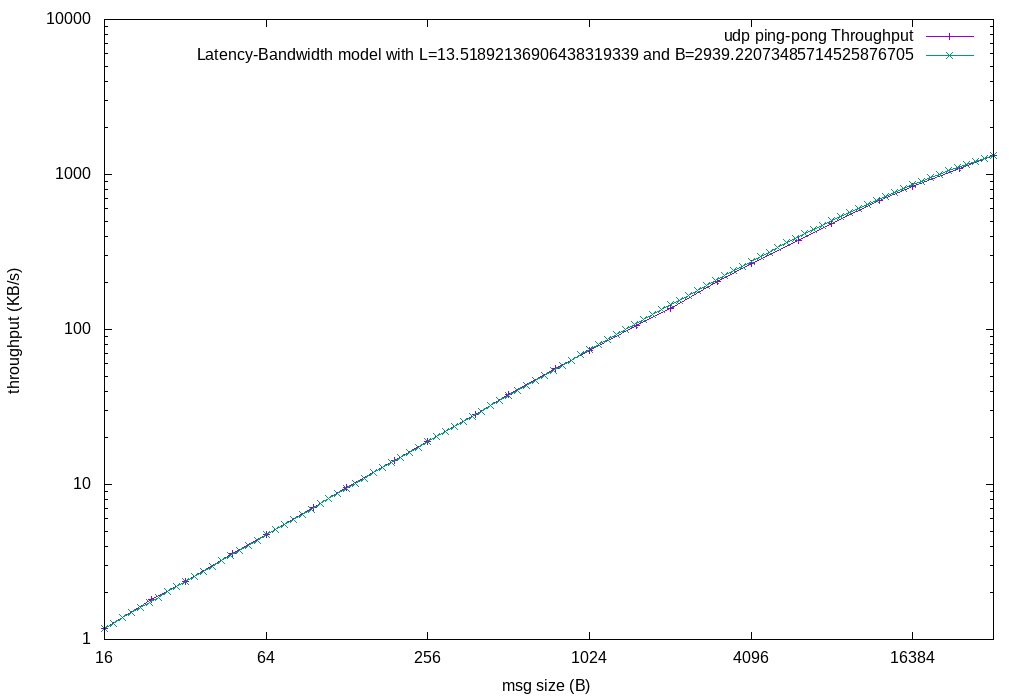 10000
1000
100
10
1
throughput (KB/s)
udp ping-pong Throughput
Latency-Bandwidth model with L=13.51892136906438319339 and B=2939.22073485714525876705
16 64 256 1024 4096 16384
msg size (B)